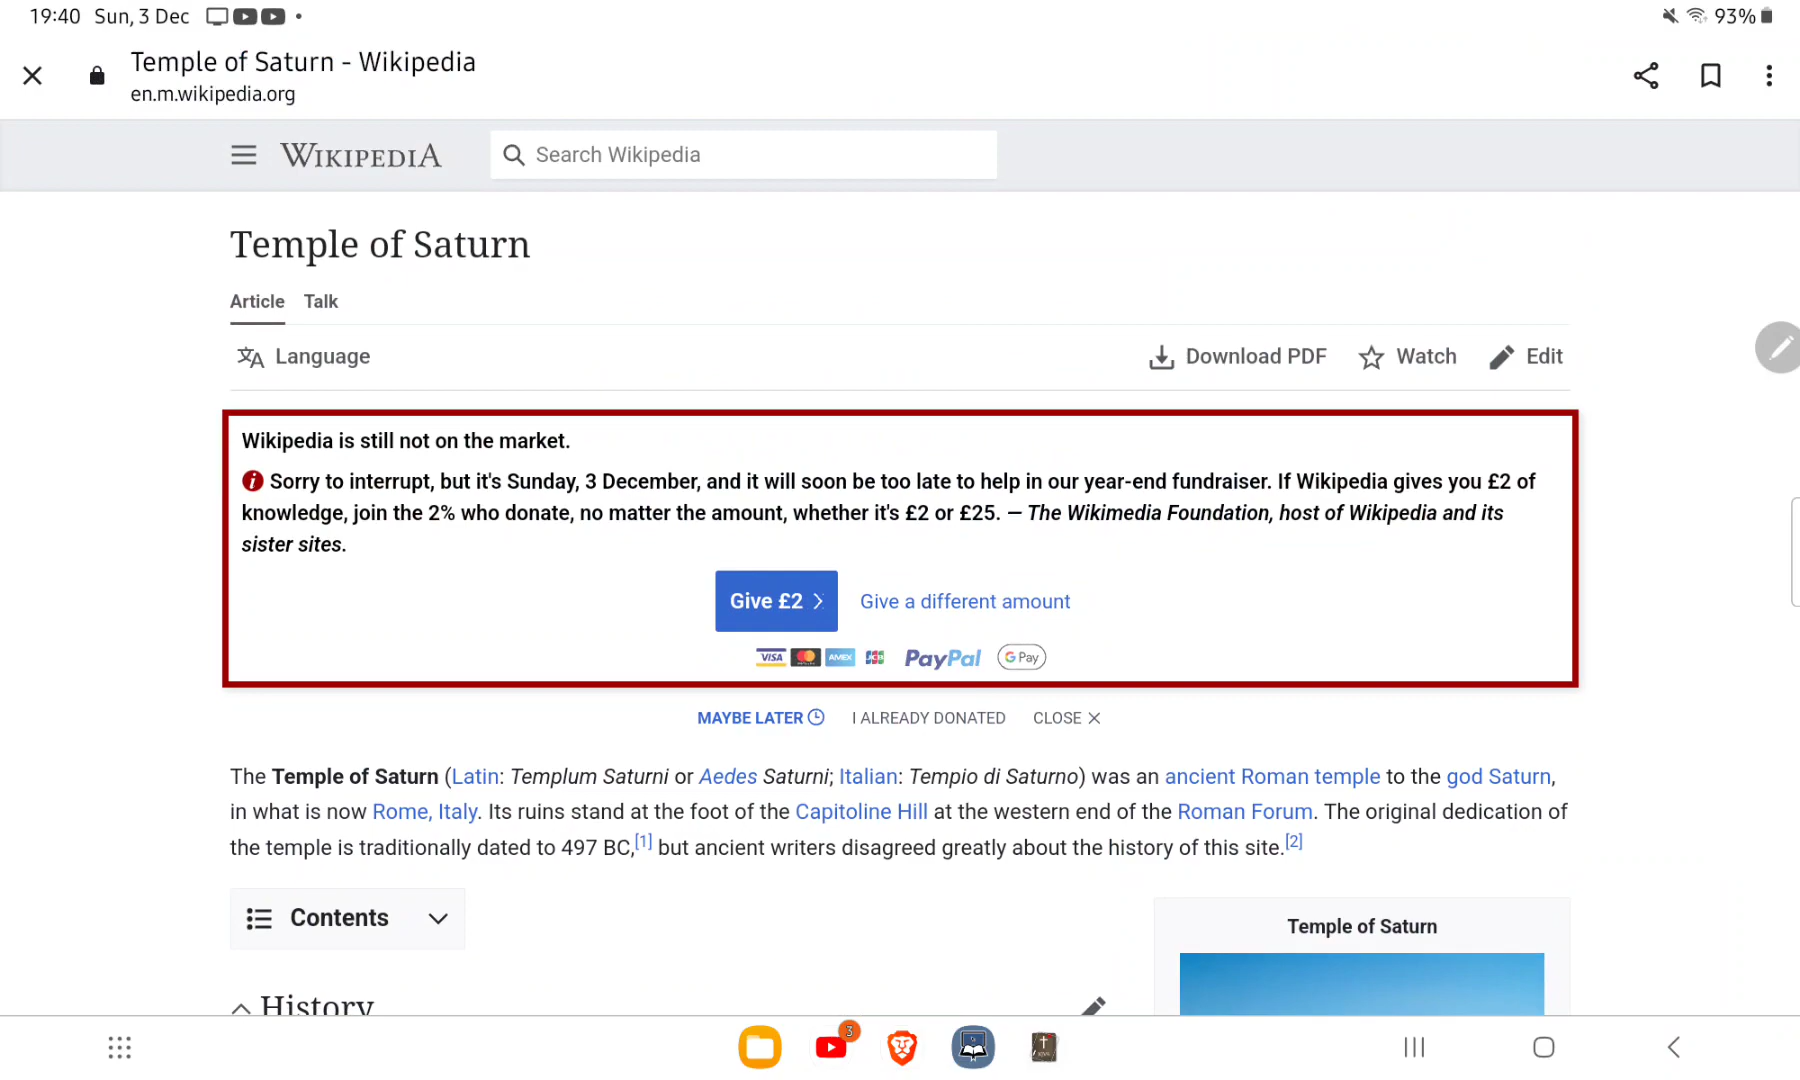 19:40 Sun, 3 Dec
93%
Temple of Saturn - Wikipedia
en.m.wikipedia.org
WIKIPEDIA
Search Wikipedia
Temple of Saturn
Article Talk
Language
Download PDF Watch Edit
Wikipedia is still not on the market.
Sorry to interrupt, but it's Sunday, 3 December, and it will soon be too late to help in our year-end fundraiser. If Wikipedia gives you £2 of
knowledge, join the 2% who donate, no matter the amount, whether it's £2 or £25. — The Wikimedia Foundation, host of Wikipedia and its
sister sites.
Give £2 Give a different amount
VISA AMEX JCB PayPal G Pay
MAYBE LATER I ALREADY DONATED CLOSE
The Temple of Saturn (Latin: Templum Saturni or Aedes Saturni; Italian: Tempio di Saturno) was an ancient Roman temple to the god Saturn,
in what is now Rome, Italy. Its ruins stand at the foot of the Capitoline Hill at the western end of the Roman Forum. The original dedication of
the temple is traditionally dated to 497 BC,[1] but ancient writers disagreed greatly about the history of this site.[2]
Contents
Temple of Saturn
History
3